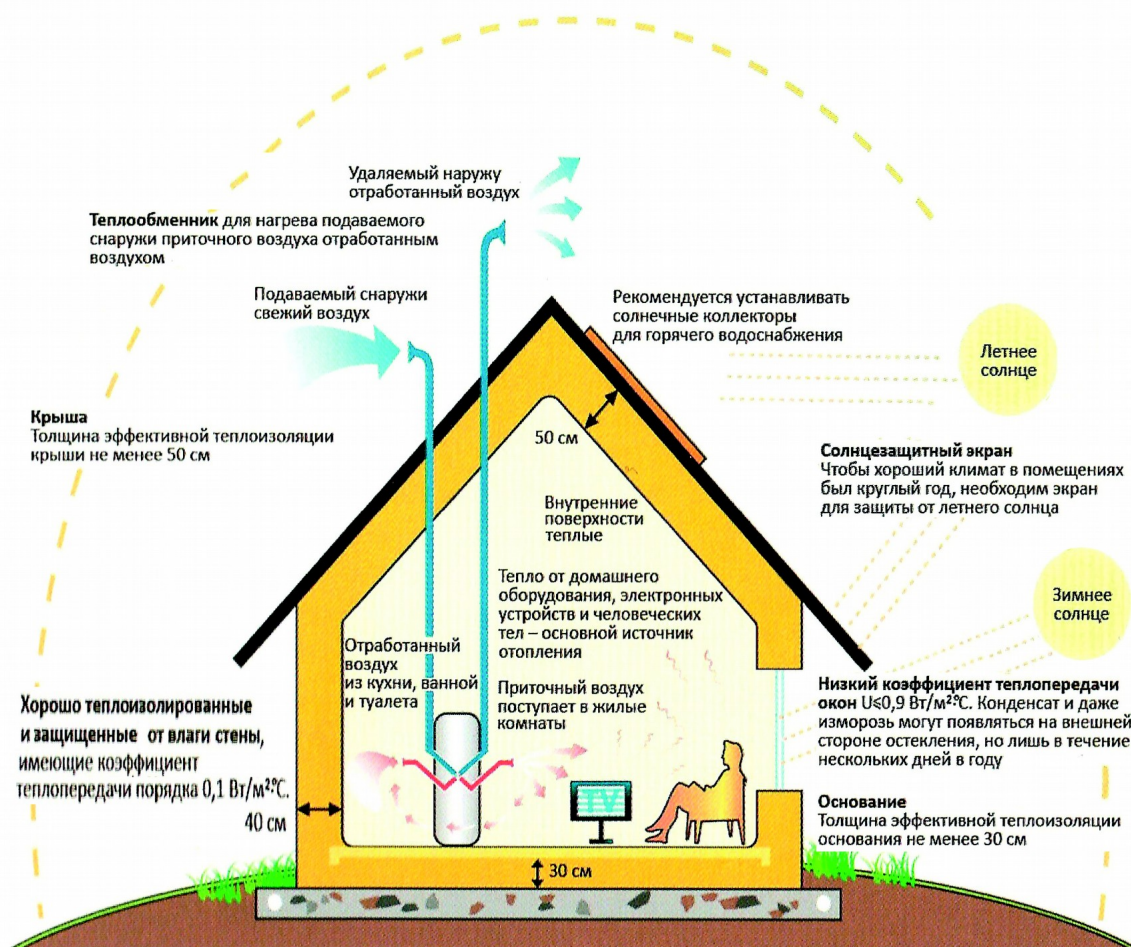 Удаляемый наружу
отработанный воздух
Теплообменник для нагрева подаваемого
снаружи приточного воздуха отработанным
воздухом
Подаваемый снаружи
свежий воздух
Рекомендуется устанавливать
солнечные коллекторы
для горячего водоснабжения
Летнее
солнце
Крыша
Толщина эффективной теплоизоляции
крыши не менее 50 см
50 см
Солнцезащитный экран
Чтобы хороший климат в помещениях
был круглый год, необходим экран
для защиты от летнего солнца
Внутренние
поверхности
теплые
Тепло от домашнего
оборудования, электронных
устройств и человеческих
тел – основной источник
отопления
Зимнее
солнце
Отработанный
воздух
из кухни, ванной
и туалета
Приточный воздух
поступает в жилые
комнаты
Низкий коэффициент теплопередачи
окон U≤0,9 Вт/м²·°С. Конденсат и даже
изморозь могут появляться на внешней
стороне остекления, но лишь в течение
нескольких дней в году
Хорошо теплоизолированные
и защищенные от влаги стены,
имеющие коэффициент
теплопередачи порядка 0,1 Вт/м²·°С.
40 см
TV
Основание
Толщина эффективной теплоизоляции
основания не менее 30 см
30 см